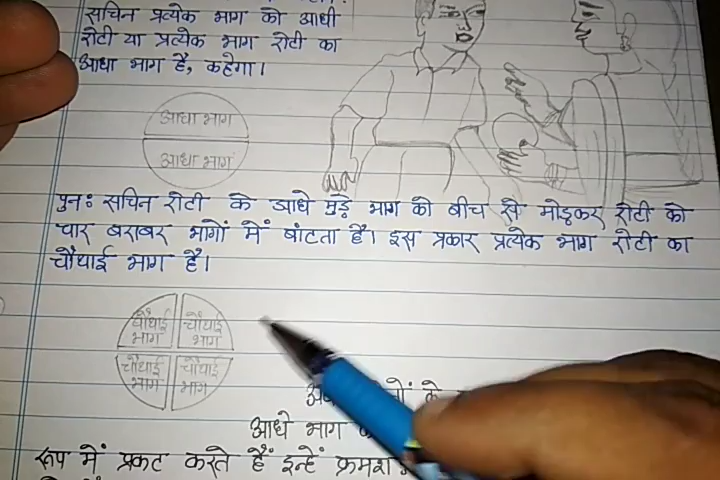 सचिन प्रत्येक भाग को आधी
रोटी या प्रत्येक भाग रोटी का
आधा भाग है, कहेगा।
आधा भाग
आधा भाग
पुनः सचिन रोटी के आधे मुड़े भाग को बीच से मोड़कर रोटी को
चार बराबर भागों में बांटता है। इस प्रकार प्रत्येक भाग रोटी का
चौथाई भाग है।
चौथाई भाग
चौथाई भाग
चौथाई भाग
चौथाई भाग
के
आधे भाग
रूप में प्रकट करते हैं इन्हें क्रमशः